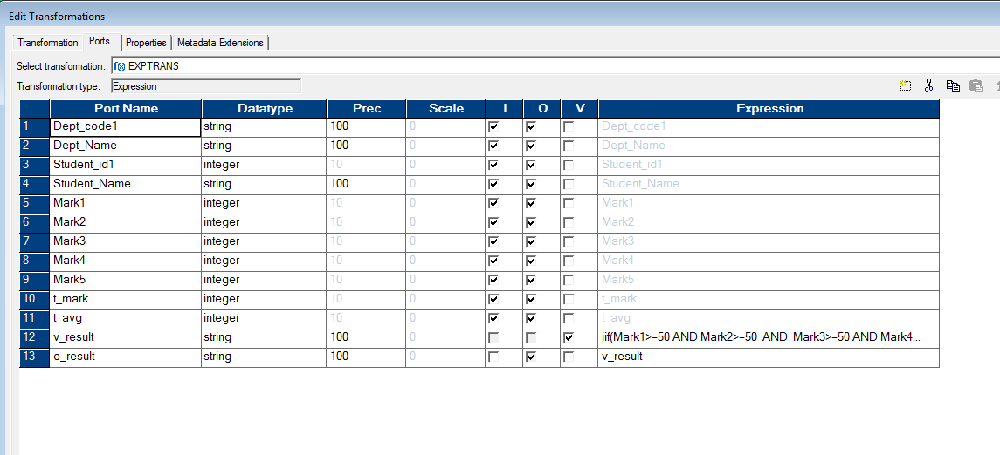 Edit Transformations
Transformation Ports Properties Metadata Extensions
Select transformation: f(x) EXPTRANS
Transformation type: Expression
Port Name Datatype Prec Scale I O V Expression
1 Dept_code1 string 100 0 Dept_code1
2 Dept_Name string 100 0 Dept_Name
3 Student_id1 integer 10 0 Student_id1
4 Student_Name string 100 0 Student_Name
5 Mark1 integer 10 0 Mark1
6 Mark2 integer 10 0 Mark2
7 Mark3 integer 10 0 Mark3
8 Mark4 integer 10 0 Mark4
9 Mark5 integer 10 0 Mark5
10 t_mark integer 10 0 t_mark
11 t_avg integer 10 0 t_avg
12 v_result string 100 0 iif(Mark1>=50 AND Mark2>=50 AND Mark3>=50 AND Mark4...
13 o_result string 100 0 v_result